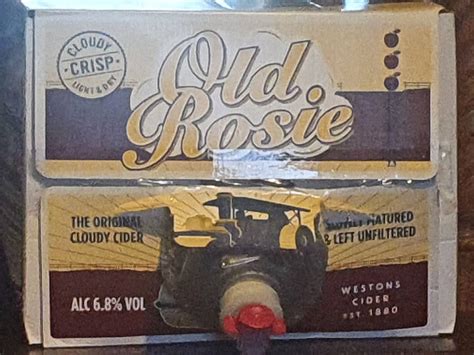 CLOUDY
CRISP
LIGHT & DRY
Old
Rosie
THE ORIGINAL
CLOUDY CIDER
MATURED
& LEFT UNFILTERED
ALC 6.8% VOL
WESTONS
CIDER
EST. 1880